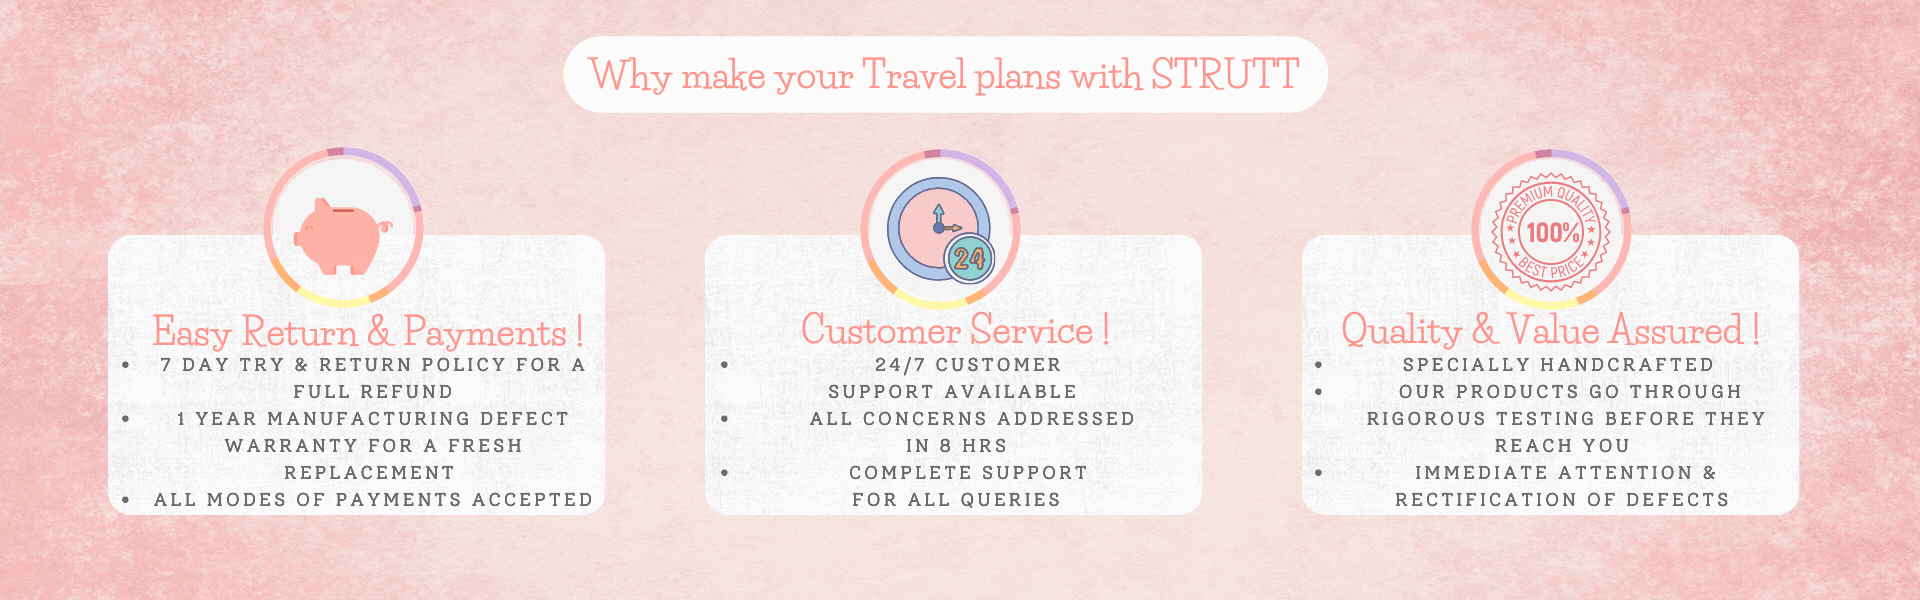 Why make your Travel plans with STRUTT
24
Easy Return & Payments !
• 7 DAY TRY & RETURN POLICY FOR A
FULL REFUND
• 1 YEAR MANUFACTURING DEFECT
WARRANTY FOR A FRESH
REPLACEMENT
• ALL MODES OF PAYMENTS ACCEPTED
Customer Service !
• 24/7 CUSTOMER
SUPPORT AVAILABLE
• ALL CONCERNS ADDRESSED
IN 8 HRS
• COMPLETE SUPPORT
FOR ALL QUERIES
PREMIUM QUALITY
100%
BEST PRICE
Quality & Value Assured !
• SPECIALLY HANDCRAFTED
• OUR PRODUCTS GO THROUGH
RIGOROUS TESTING BEFORE THEY
REACH YOU
• IMMEDIATE ATTENTION &
RECTIFICATION OF DEFECTS